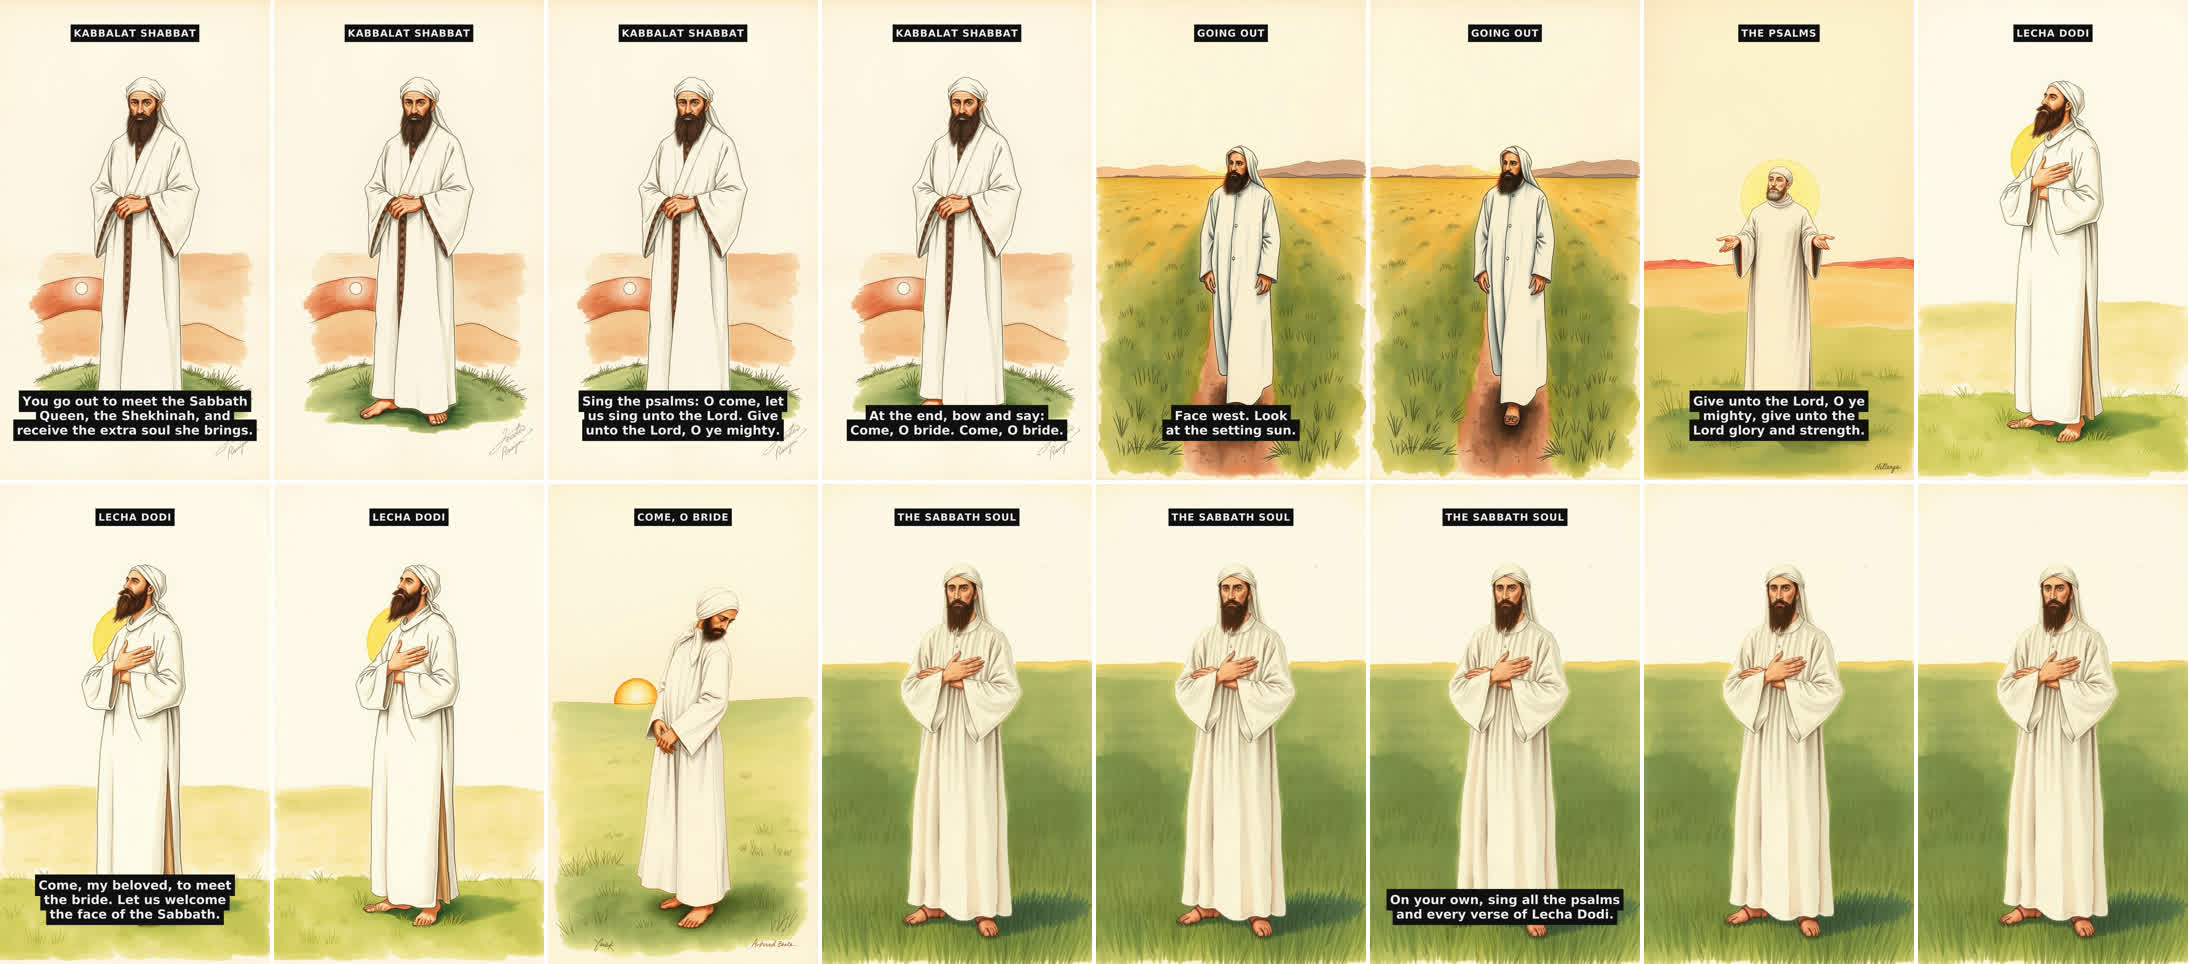 KABBALAT SHABBAT
You go out to meet the Sabbath
Queen, the Shekhinah, and
receive the extra soul she brings.
KABBALAT SHABBAT
KABBALAT SHABBAT
Sing the psalms: O come, let
us sing unto the Lord. Give
unto the Lord, O ye mighty.
KABBALAT SHABBAT
At the end, bow and say:
Come, O bride. Come, O bride.
GOING OUT
Face west. Look
at the setting sun.
GOING OUT
THE PSALMS
Give unto the Lord, O ye
mighty, give unto the
Lord glory and strength.
LECHA DODI
LECHA DODI
Come, my beloved, to meet
the bride. Let us welcome
the face of the Sabbath.
LECHA DODI
COME, O BRIDE
THE SABBATH SOUL
THE SABBATH SOUL
THE SABBATH SOUL
On your own, sing all the psalms
and every verse of Lecha Dodi.